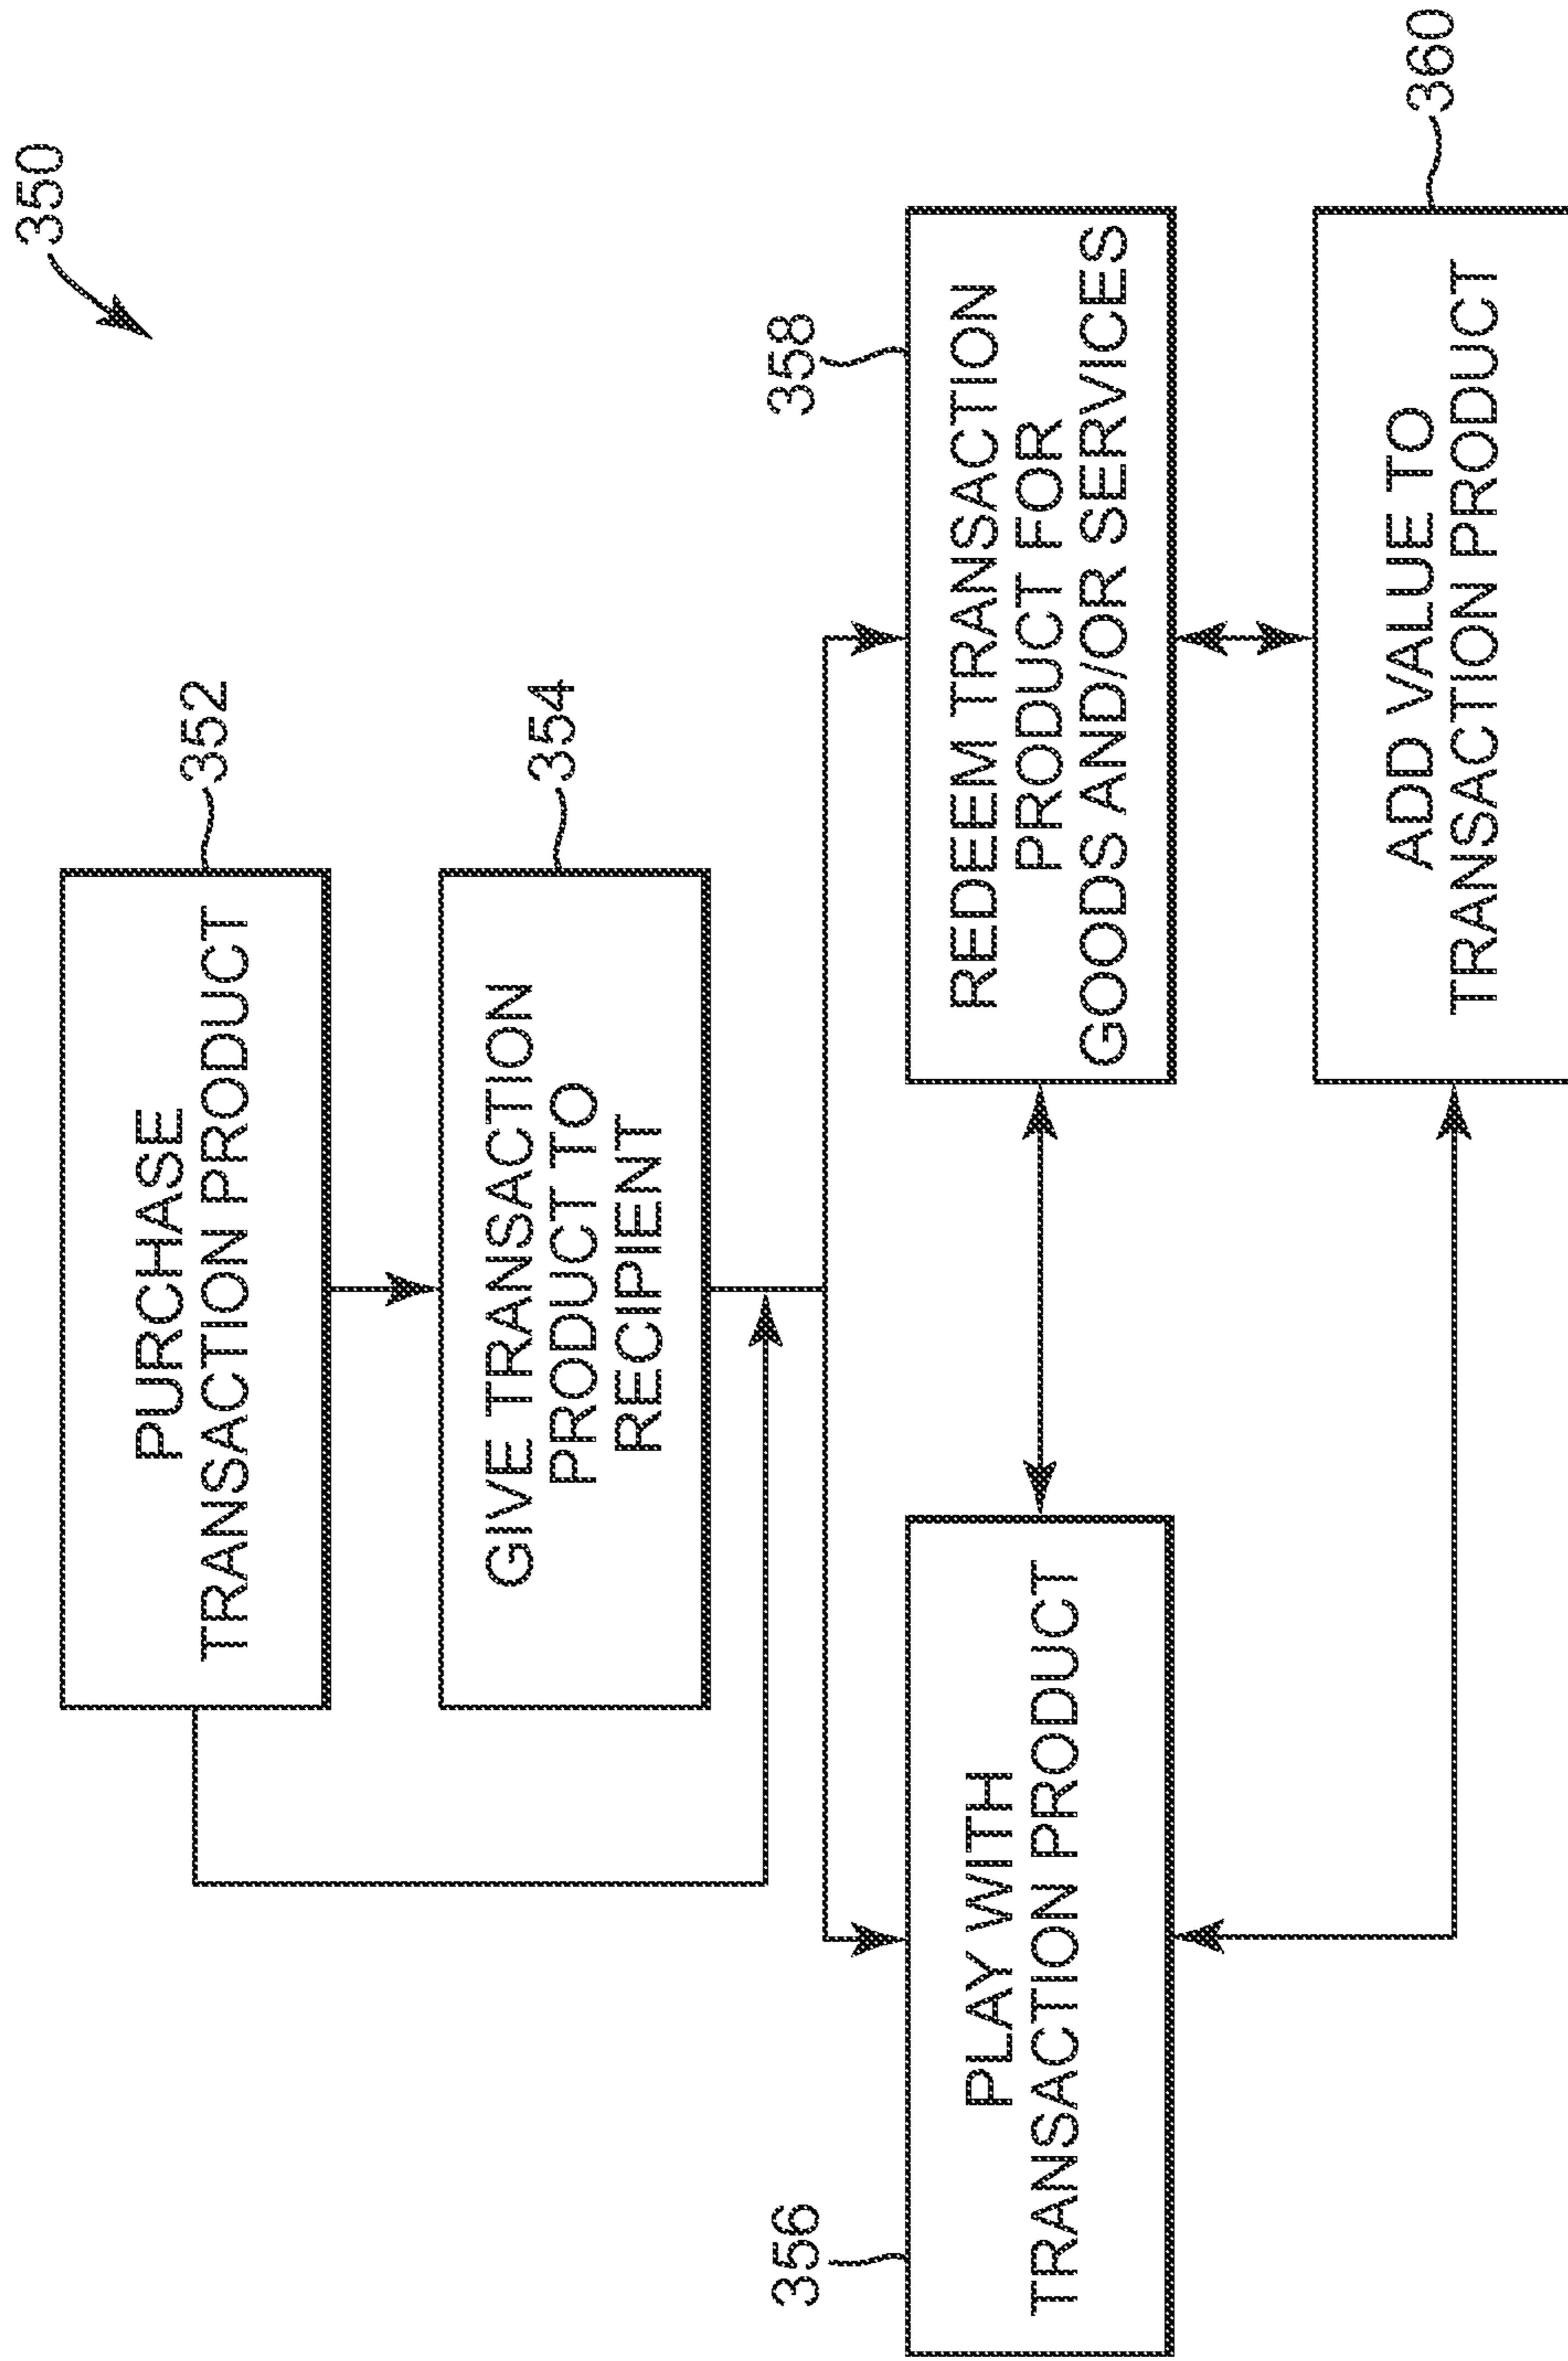 350
PURCHASE
TRANSACTION PRODUCT
352
GIVE TRANSACTION
PRODUCT TO
RECIPIENT
354
356
PLAY WITH
TRANSACTION PRODUCT
358
REDEEM TRANSACTION
PRODUCT FOR
GOODS AND/OR SERVICES
ADD VALUE TO
TRANSACTION PRODUCT
360